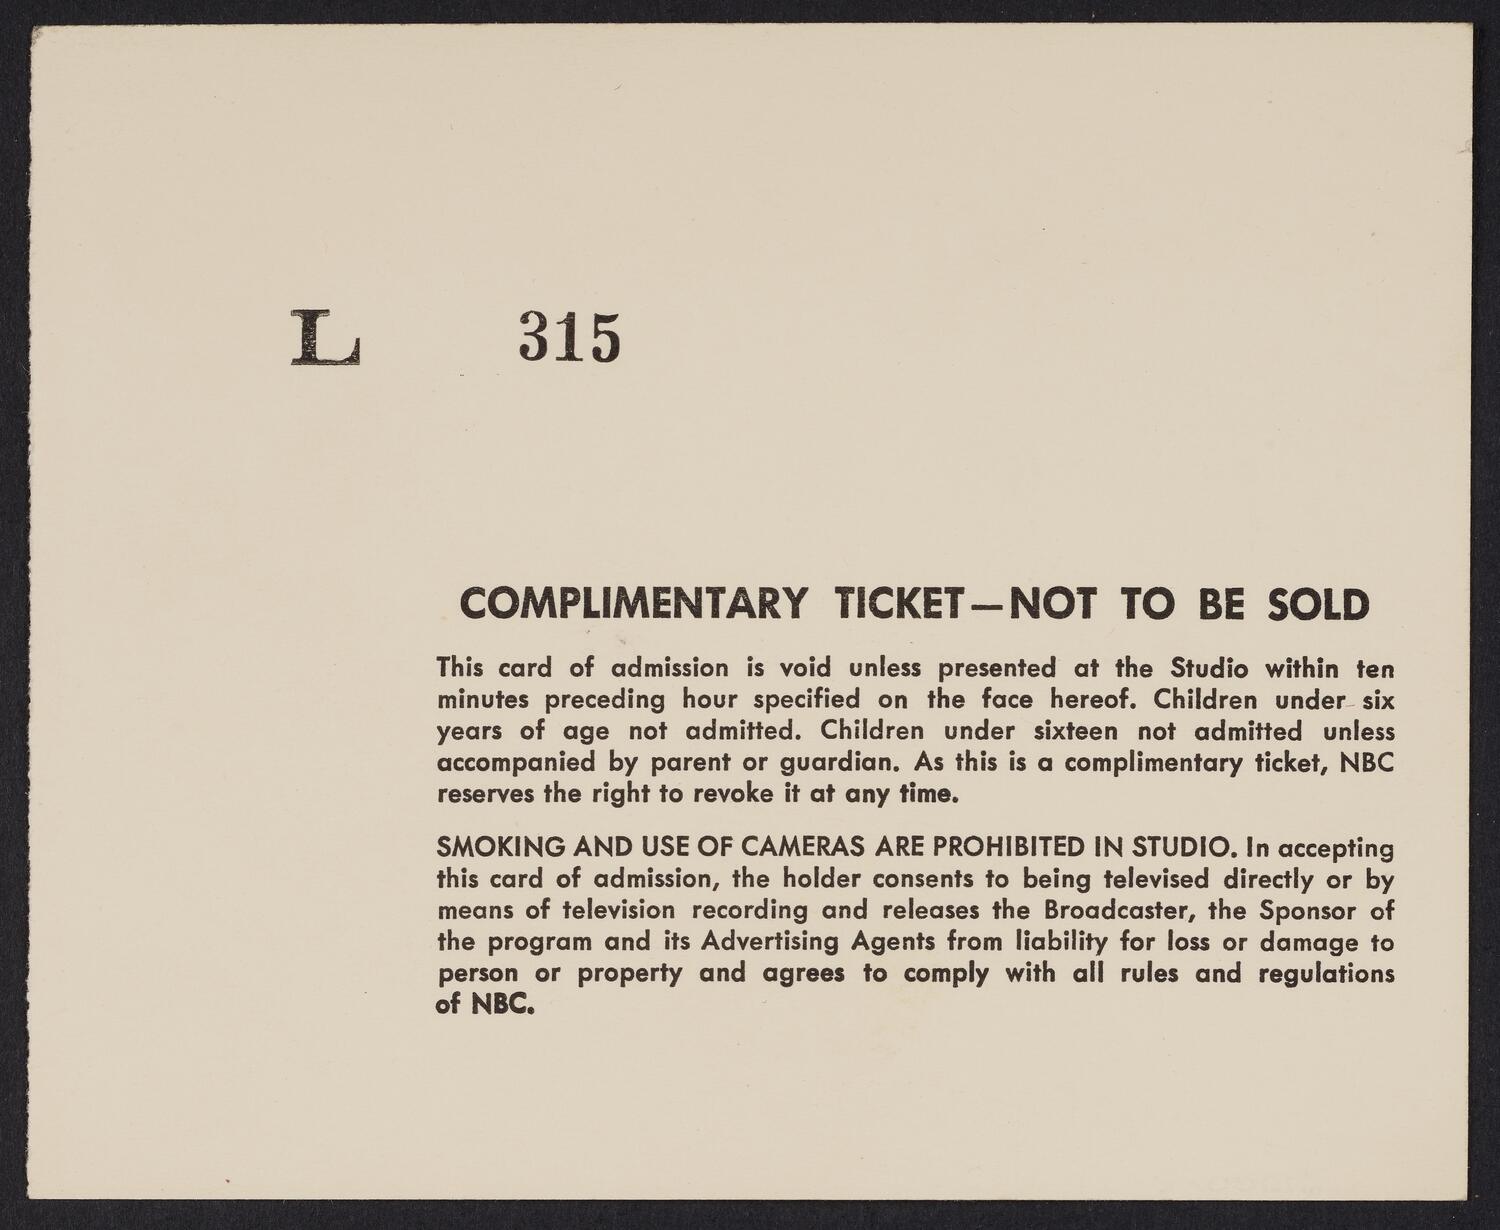 L 315
COMPLIMENTARY TICKET—NOT TO BE SOLD
This card of admission is void unless presented at the Studio within ten
minutes preceding hour specified on the face hereof. Children under six
years of age not admitted. Children under sixteen not admitted unless
accompanied by parent or guardian. As this is a complimentary ticket, NBC
reserves the right to revoke it at any time.
SMOKING AND USE OF CAMERAS ARE PROHIBITED IN STUDIO. In accepting
this card of admission, the holder consents to being televised directly or by
means of television recording and releases the Broadcaster, the Sponsor of
the program and its Advertising Agents from liability for loss or damage to
person or property and agrees to comply with all rules and regulations
of NBC.